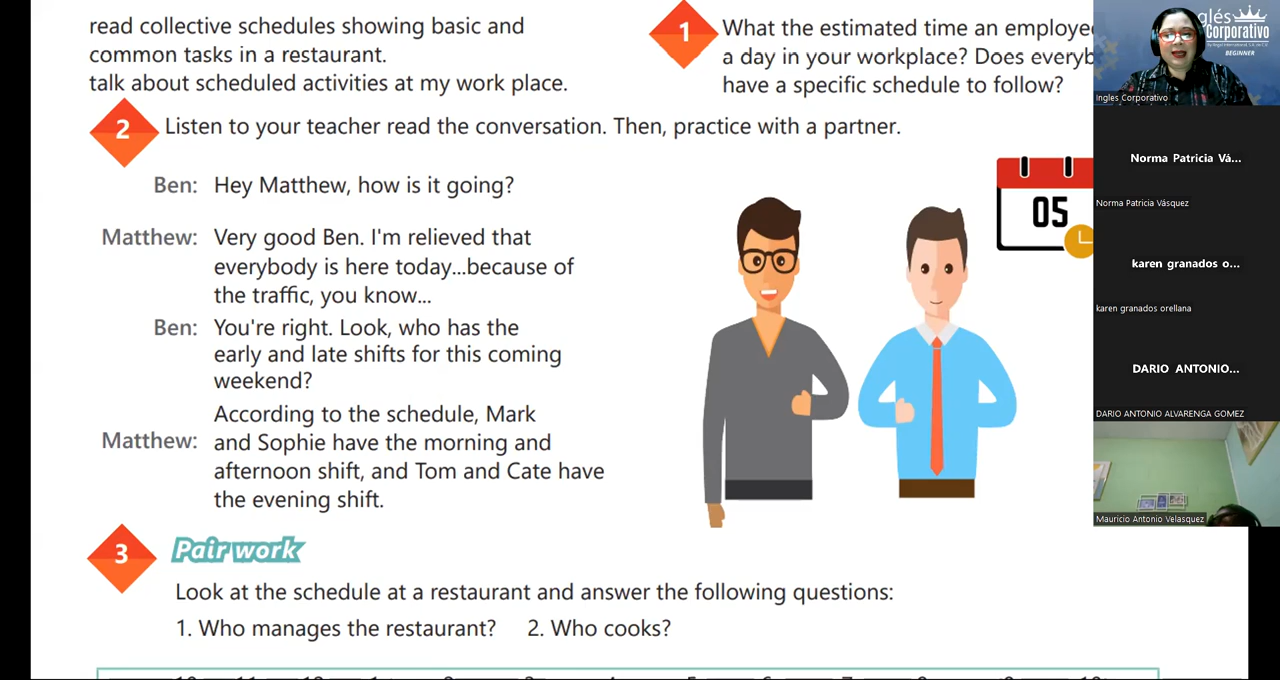 read collective schedules showing basic and
common tasks in a restaurant.
talk about scheduled activities at my work place.
1
What the estimated time an employe
a day in your workplace? Does everyb
have a specific schedule to follow?
2
Listen to your teacher read the conversation. Then, practice with a partner.
Ben: Hey Matthew, how is it going?
Matthew: Very good Ben. I'm relieved that
everybody is here today...because of
the traffic, you know...
Ben: You're right. Look, who has the
early and late shifts for this coming
weekend?
According to the schedule, Mark
Matthew: and Sophie have the morning and
afternoon shift, and Tom and Cate have
the evening shift.
05
3
Pair work
Look at the schedule at a restaurant and answer the following questions:
1. Who manages the restaurant? 2. Who cooks?
glés
Corporativo
BEGINNER
Ingles Corporativo
Norma Patricia Vá...
Norma Patricia Vásquez
karen granados o...
karen granados orellana
DARIO ANTONIO...
DARIO ANTONIO ALVARENGA GOMEZ
Mauricio Antonio Velasquez